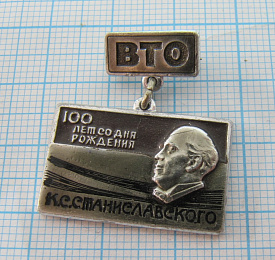 ВТО
100
ЛЕТ СО ДНЯ
РОЖДЕНИЯ
К.С.СТАНИСЛАВСКОГО